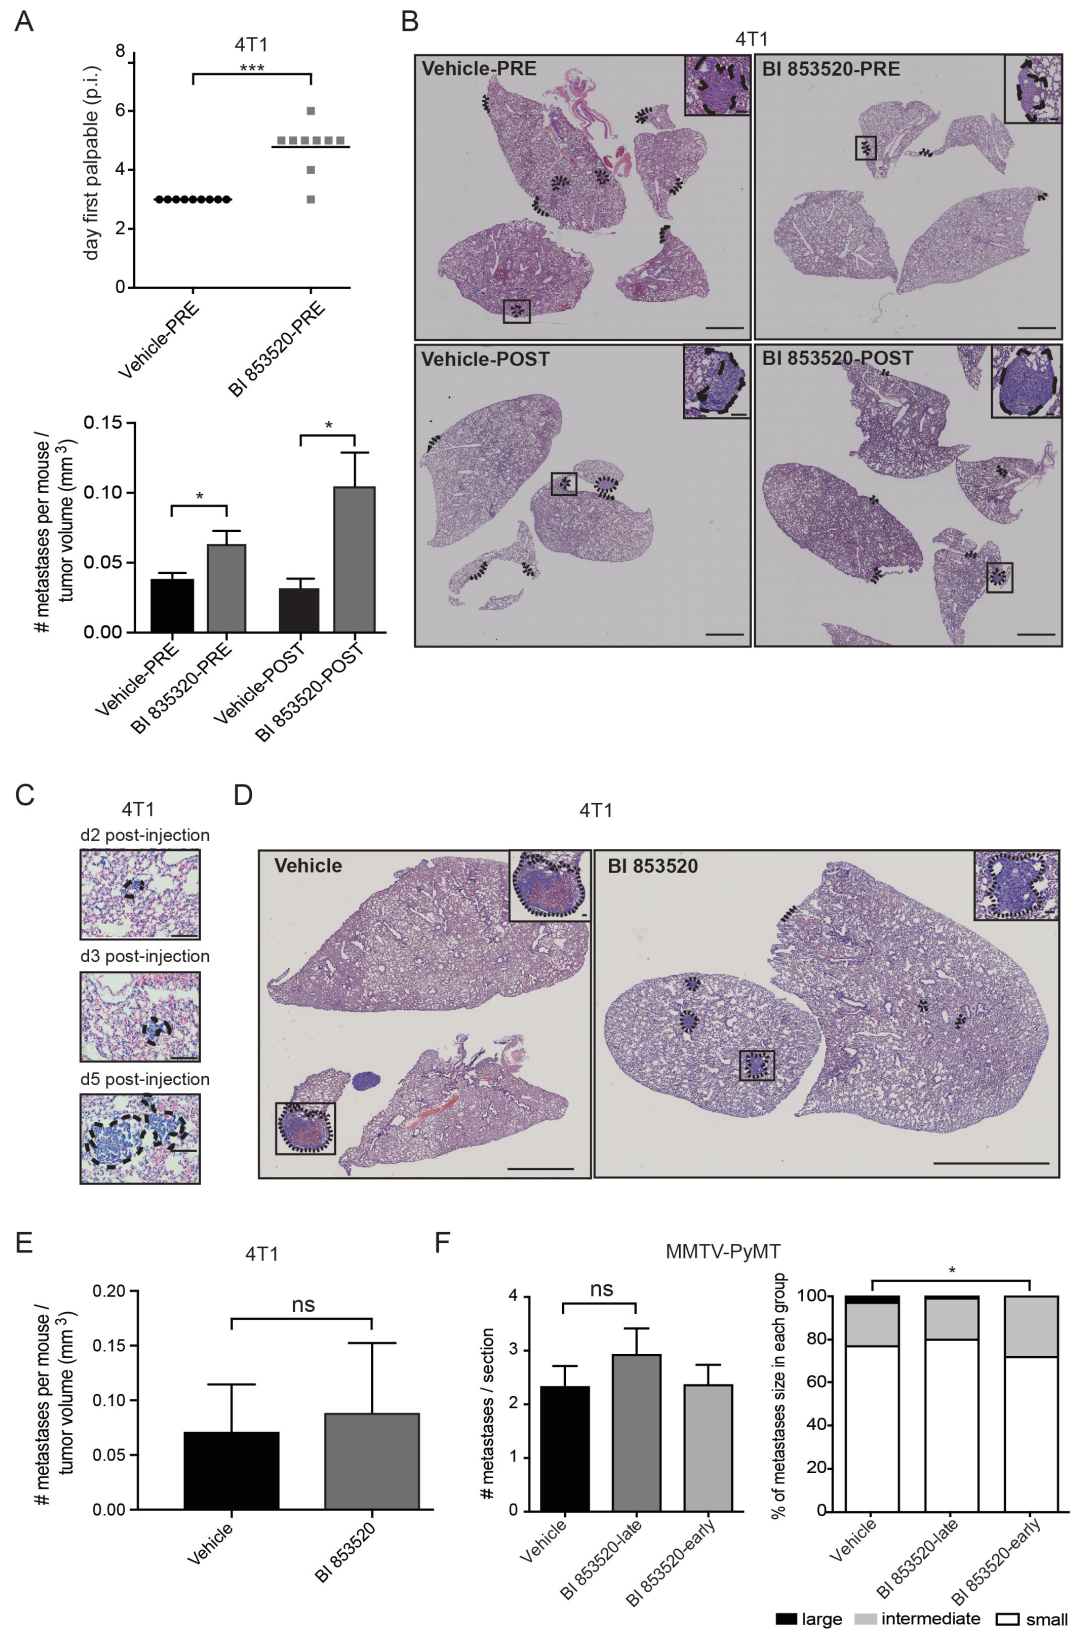 A
4T1
day first palpable (p.i.)
8
6
4
2
0
***
Vehicle-PRE
BI 853520-PRE
# metastases per mouse /
tumor volume (mm 3)
0.15
0.10
0.05
0.00
*
*
Vehicle-PRE
BI 835320-PRE
Vehicle-POST
BI 853520-POST
B
4T1
Vehicle-PRE
BI 853520-PRE
Vehicle-POST
BI 853520-POST
C
4T1
d2 post-injection
d3 post-injection
d5 post-injection
D
4T1
Vehicle
BI 853520
E
4T1
# metastases per mouse /
tumor volume (mm 3)
0.20
0.15
0.10
0.05
0.00
ns
Vehicle
BI 853520
F
MMTV-PyMT
# metastases / section
4
3
2
1
0
ns
Vehicle
BI 853520-late
BI 853520-early
% of metastases size in each group
100
80
60
40
20
0
*
Vehicle
BI 853520-late
BI 853520-early
large
intermediate
small